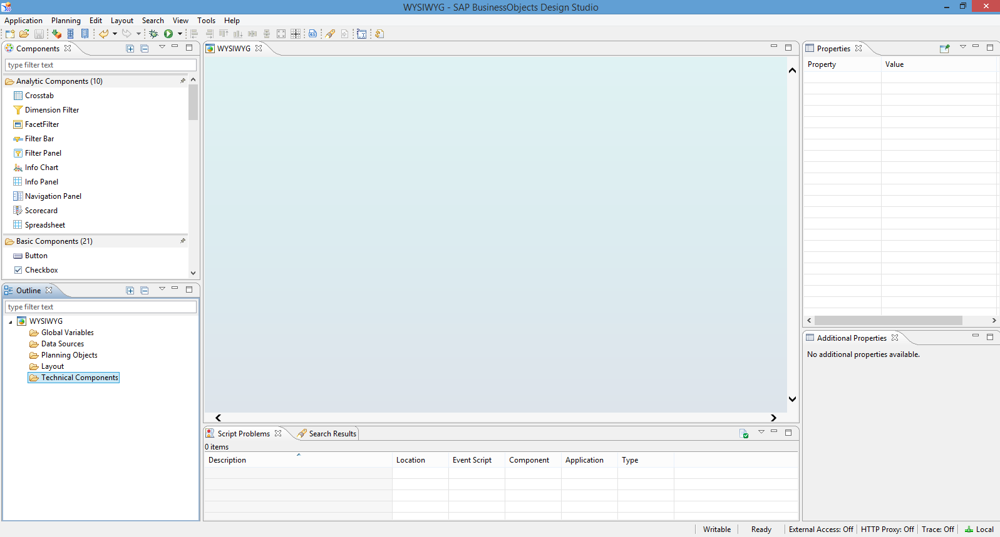 WYSIWYG - SAP BusinessObjects Design Studio
Application Planning Edit Layout Search View Tools Help
Components
type filter text
Analytic Components (10)
Crosstab
Dimension Filter
FacetFilter
Filter Bar
Filter Panel
Info Chart
Info Panel
Navigation Panel
Scorecard
Spreadsheet
Basic Components (21)
Button
Checkbox
Outline
type filter text
WYSIWYG
Global Variables
Data Sources
Planning Objects
Layout
Technical Components
WYSIWYG
Script Problems Search Results
0 items
Description Location Event Script Component Application Type
Properties
Property Value
Additional Properties
No additional properties available.
Writable Ready External Access: Off HTTP Proxy: Off Trace: Off Local